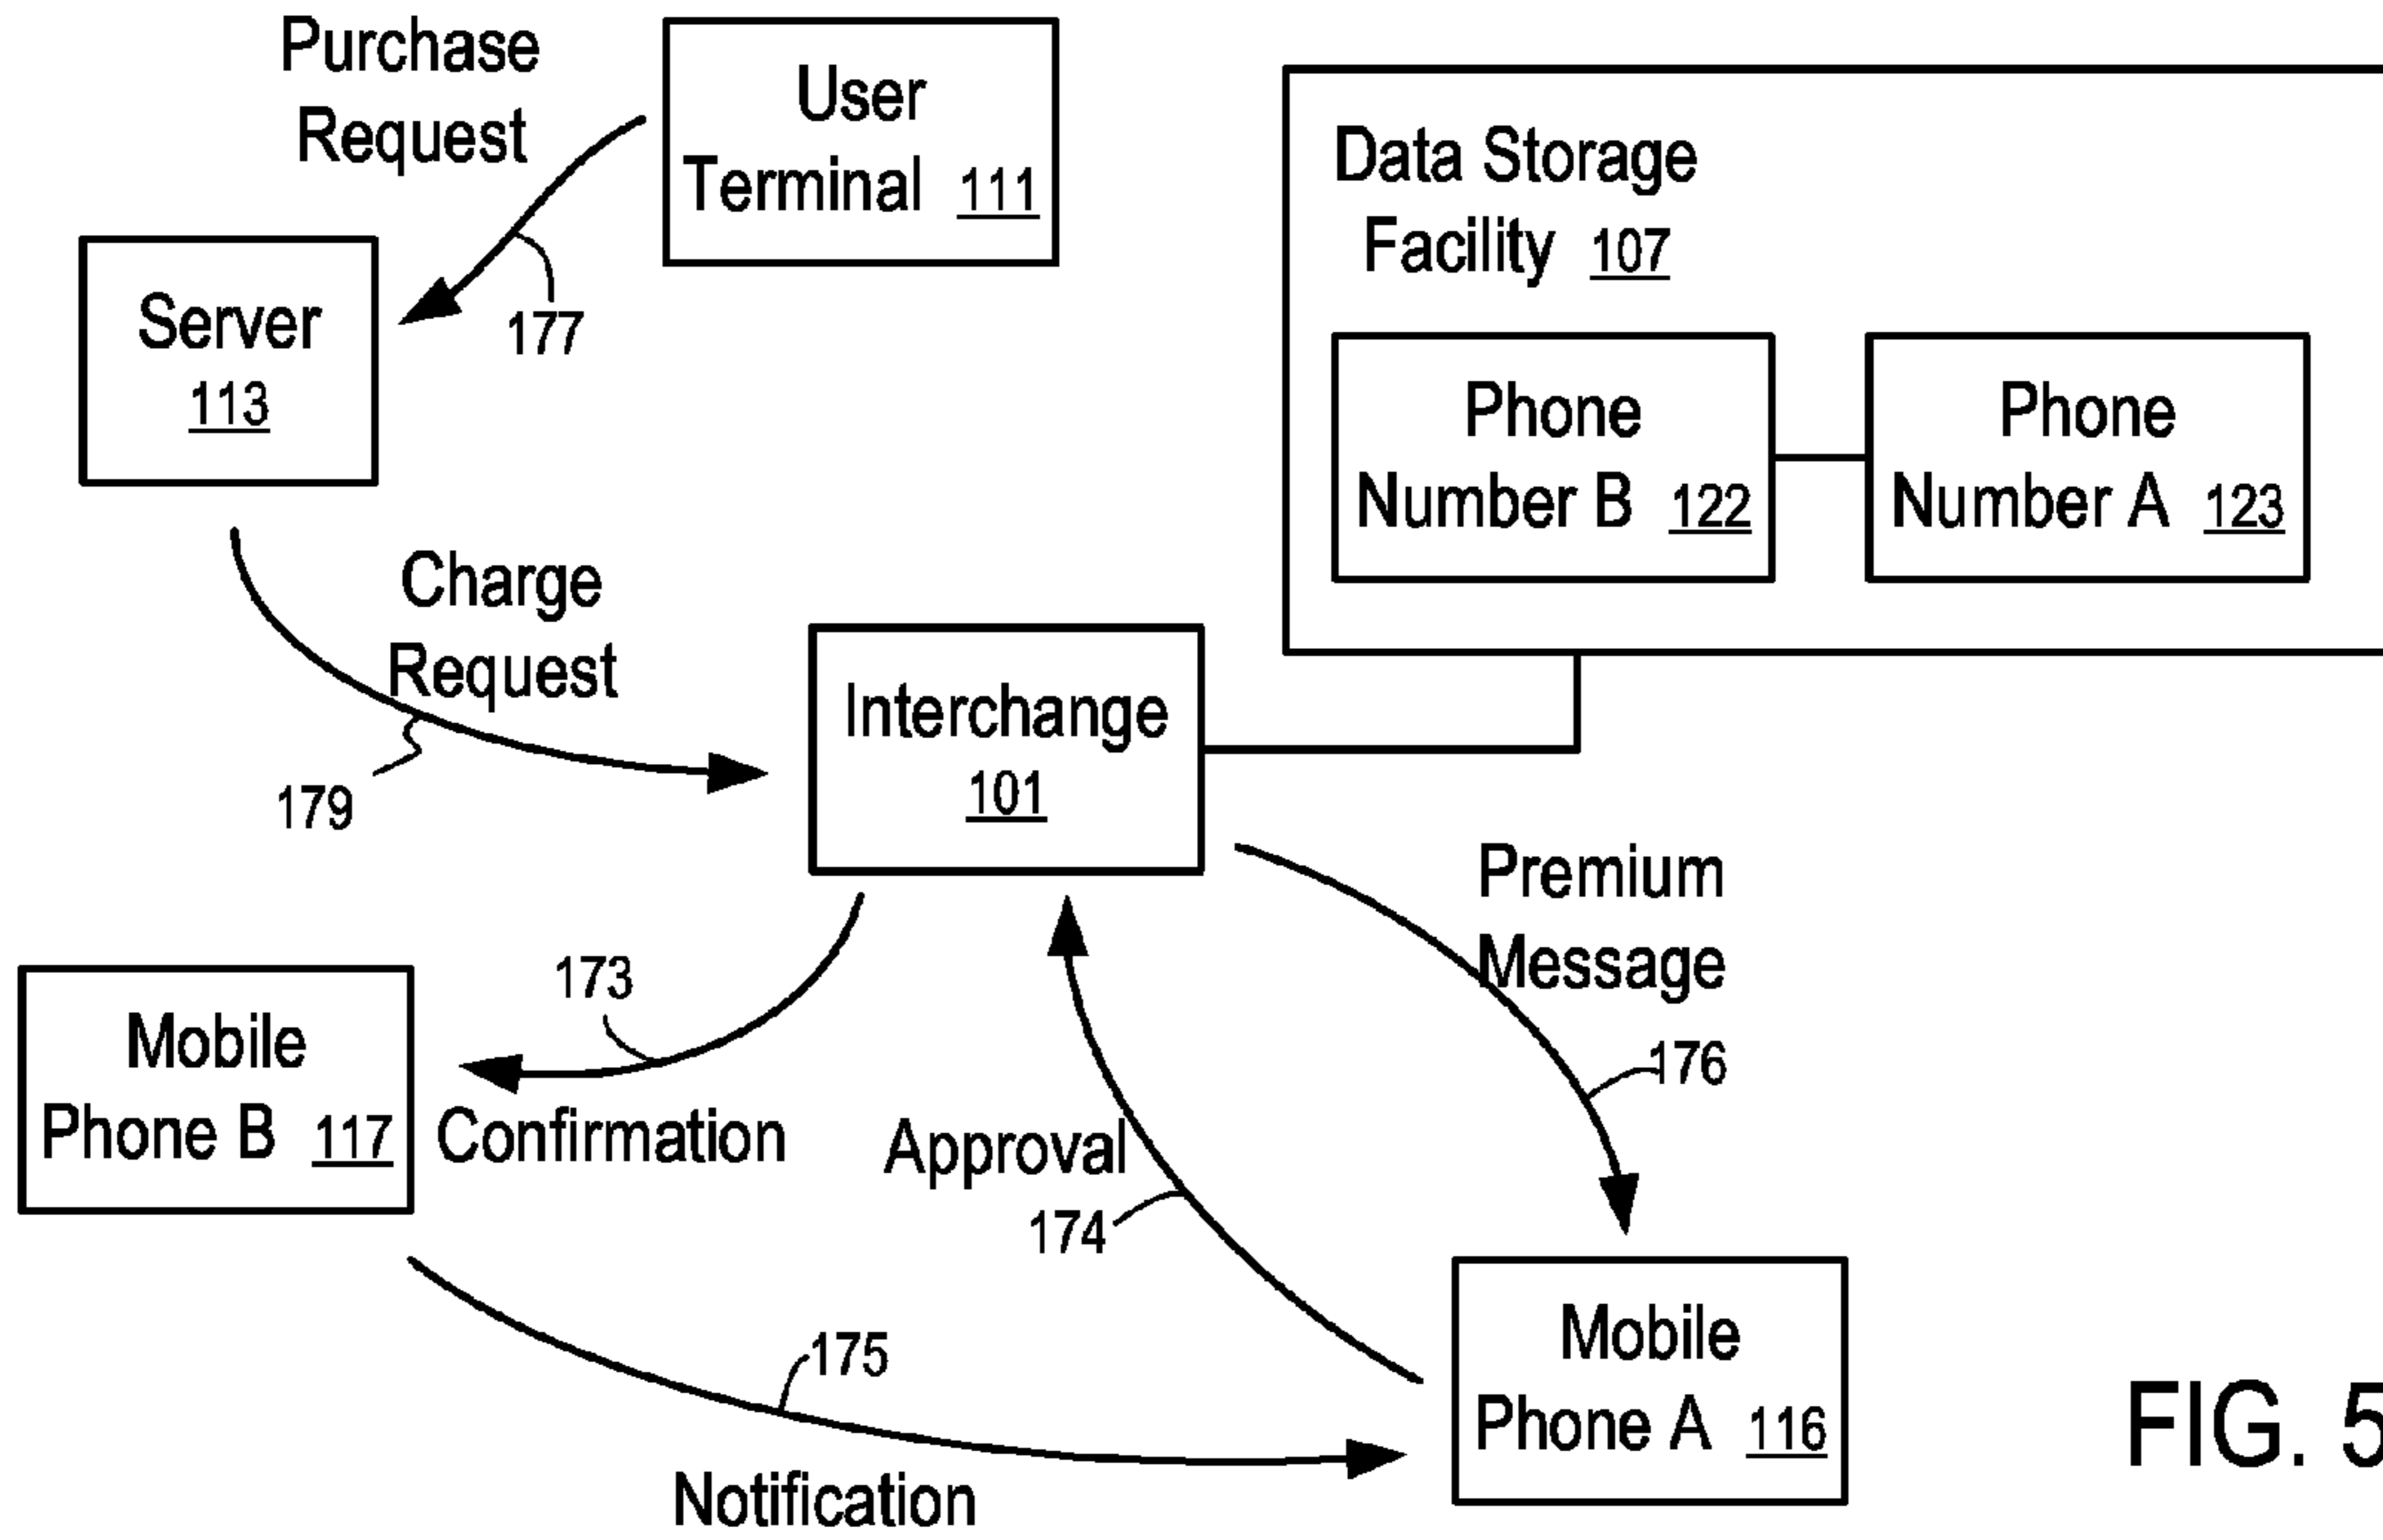 Purchase
Request
User
Terminal 111
177
Server
113
Data Storage
Facility 107
Phone
Number B 122
Phone
Number A 123
Charge
Request
179
Interchange
101
Premium
Message
176
173
Mobile
Phone B 117
Confirmation
Approval
174
175
Notification
Mobile
Phone A 116
FIG. 5